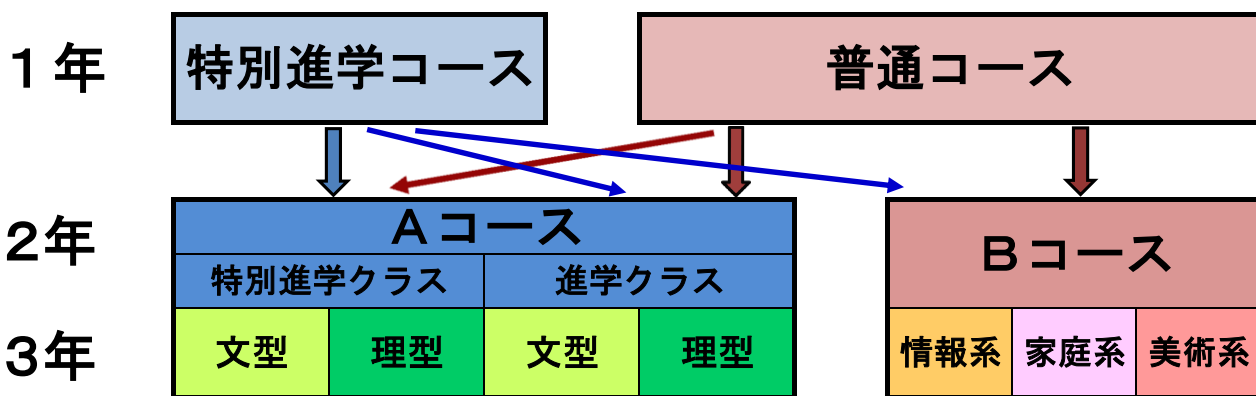 １年
特別進学コース
普通コース
２年
Ａコース
Ｂコース
特別進学クラス
進学クラス
３年
文型
理型
文型
理型
情報系
家庭系
美術系